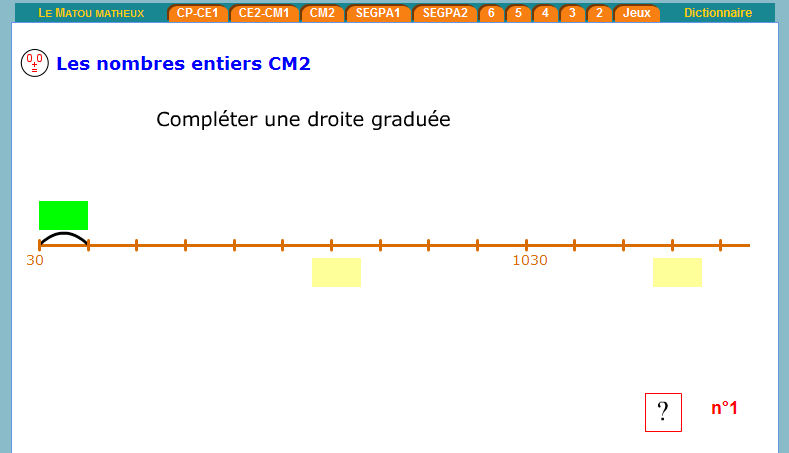 LE MATOU MATHEUX CP-CE1 CE2-CM1 CM2 SEGPA1 SEGPA2 6 5 4 3 2 Jeux Dictionnaire
Les nombres entiers CM2
Compléter une droite graduée
30 1030
? n°1